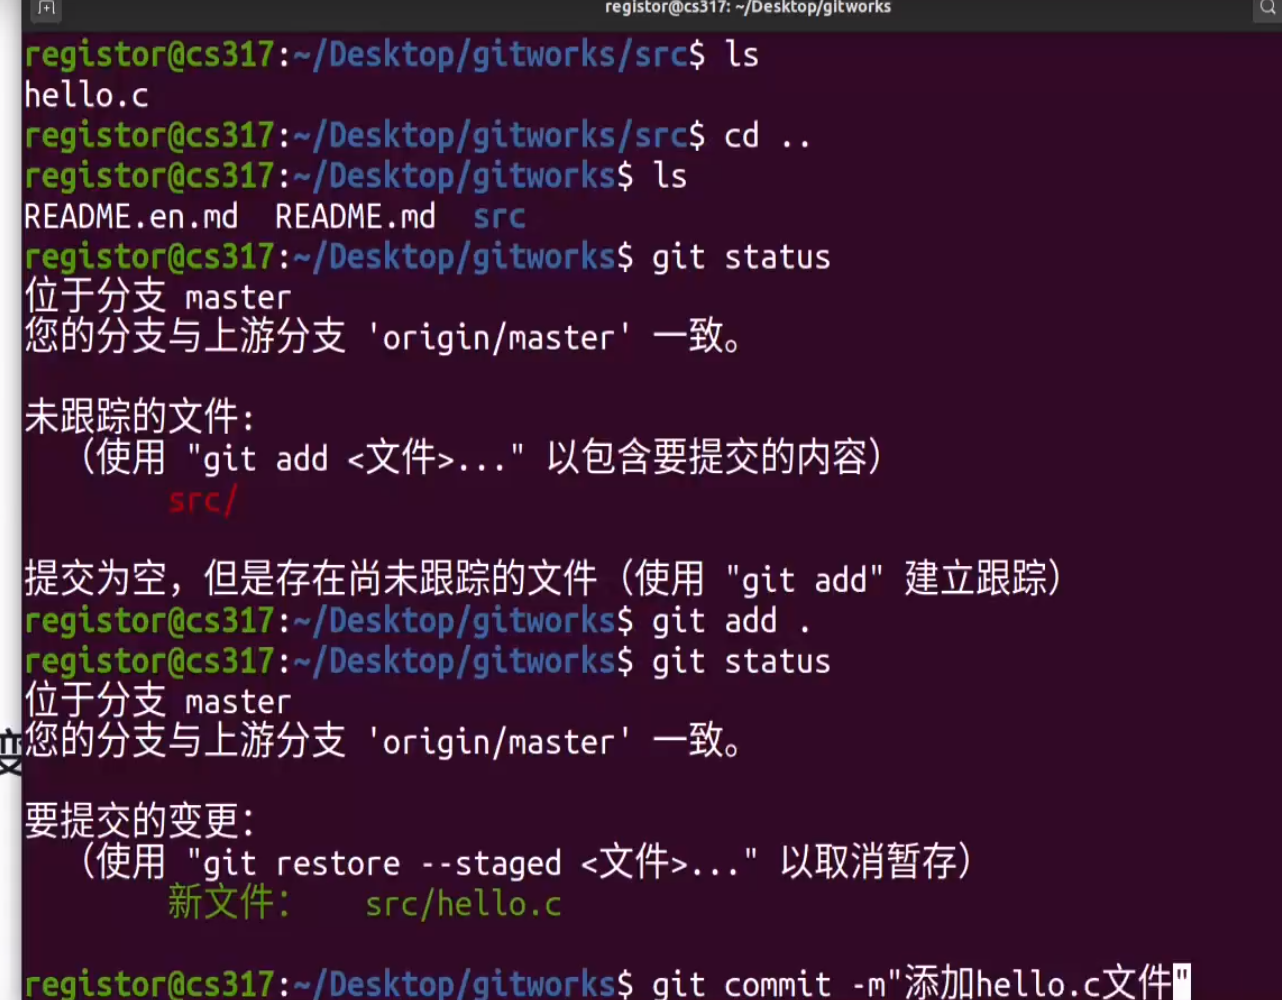 registor@cs317: ~/Desktop/gitworks
registor@cs317:~/Desktop/gitworks/src$ ls
hello.c
registor@cs317:~/Desktop/gitworks/src$ cd ..
registor@cs317:~/Desktop/gitworks$ ls
README.en.md  README.md  src
registor@cs317:~/Desktop/gitworks$ git status
位于分支 master
您的分支与上游分支 'origin/master' 一致。
未跟踪的文件:
（使用 "git add <文件>..." 以包含要提交的内容）
src/
提交为空，但是存在尚未跟踪的文件（使用 "git add" 建立跟踪）
registor@cs317:~/Desktop/gitworks$ git add .
registor@cs317:~/Desktop/gitworks$ git status
位于分支 master
变
您的分支与上游分支 'origin/master' 一致。
要提交的变更：
（使用 "git restore --staged <文件>..." 以取消暂存）
新文件：    src/hello.c
registor@cs317:~/Desktop/gitworks$ git commit -m"添加hello.c文件"